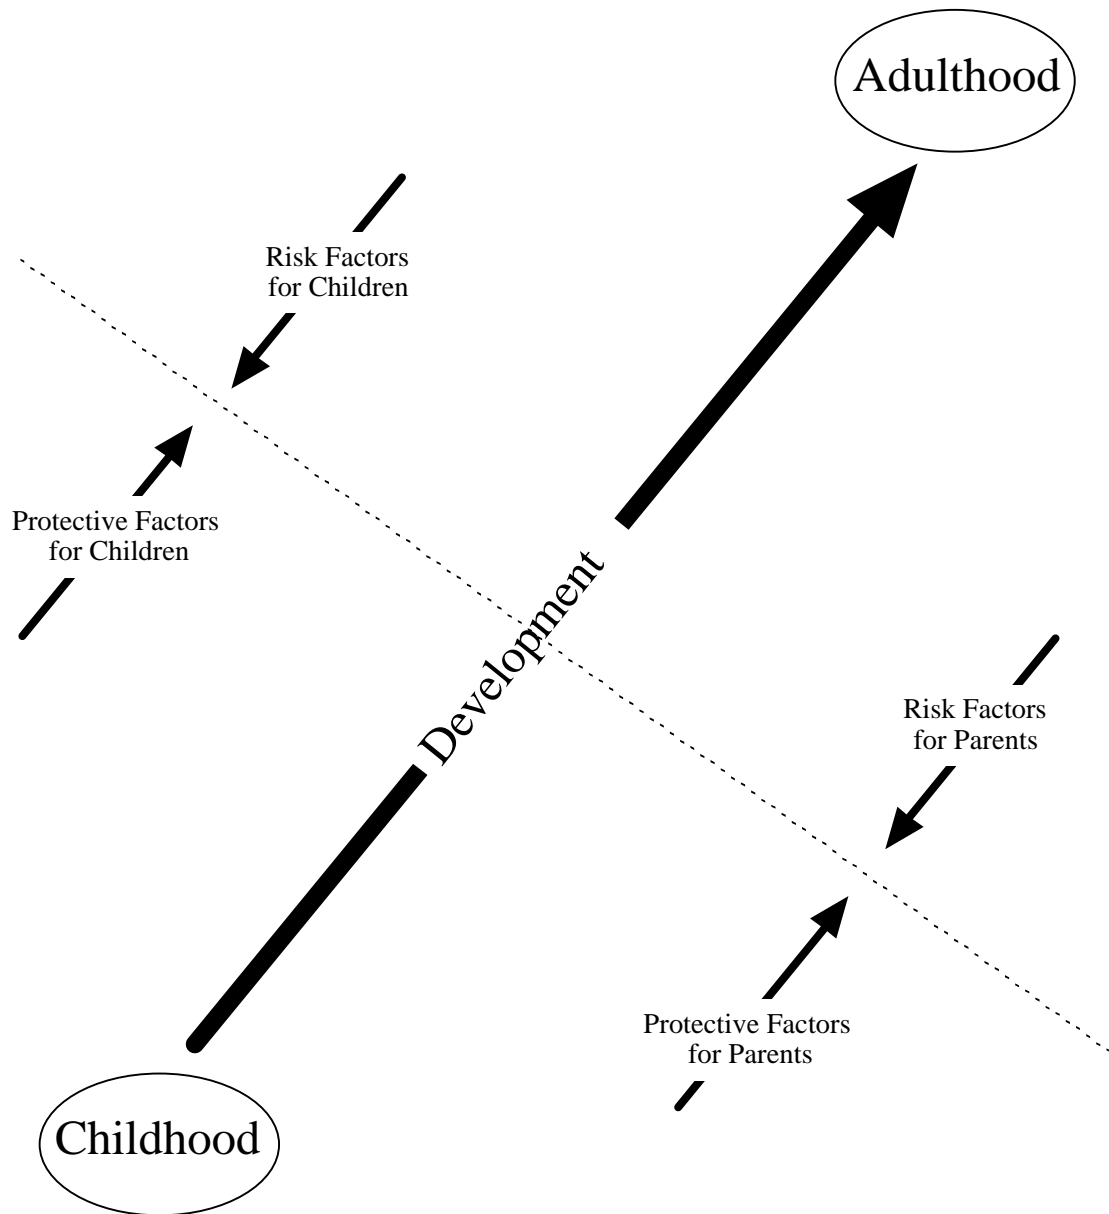 Adulthood
Risk Factors
for Children
Protective Factors
for Children
Development
Risk Factors
for Parents
Protective Factors
for Parents
Childhood